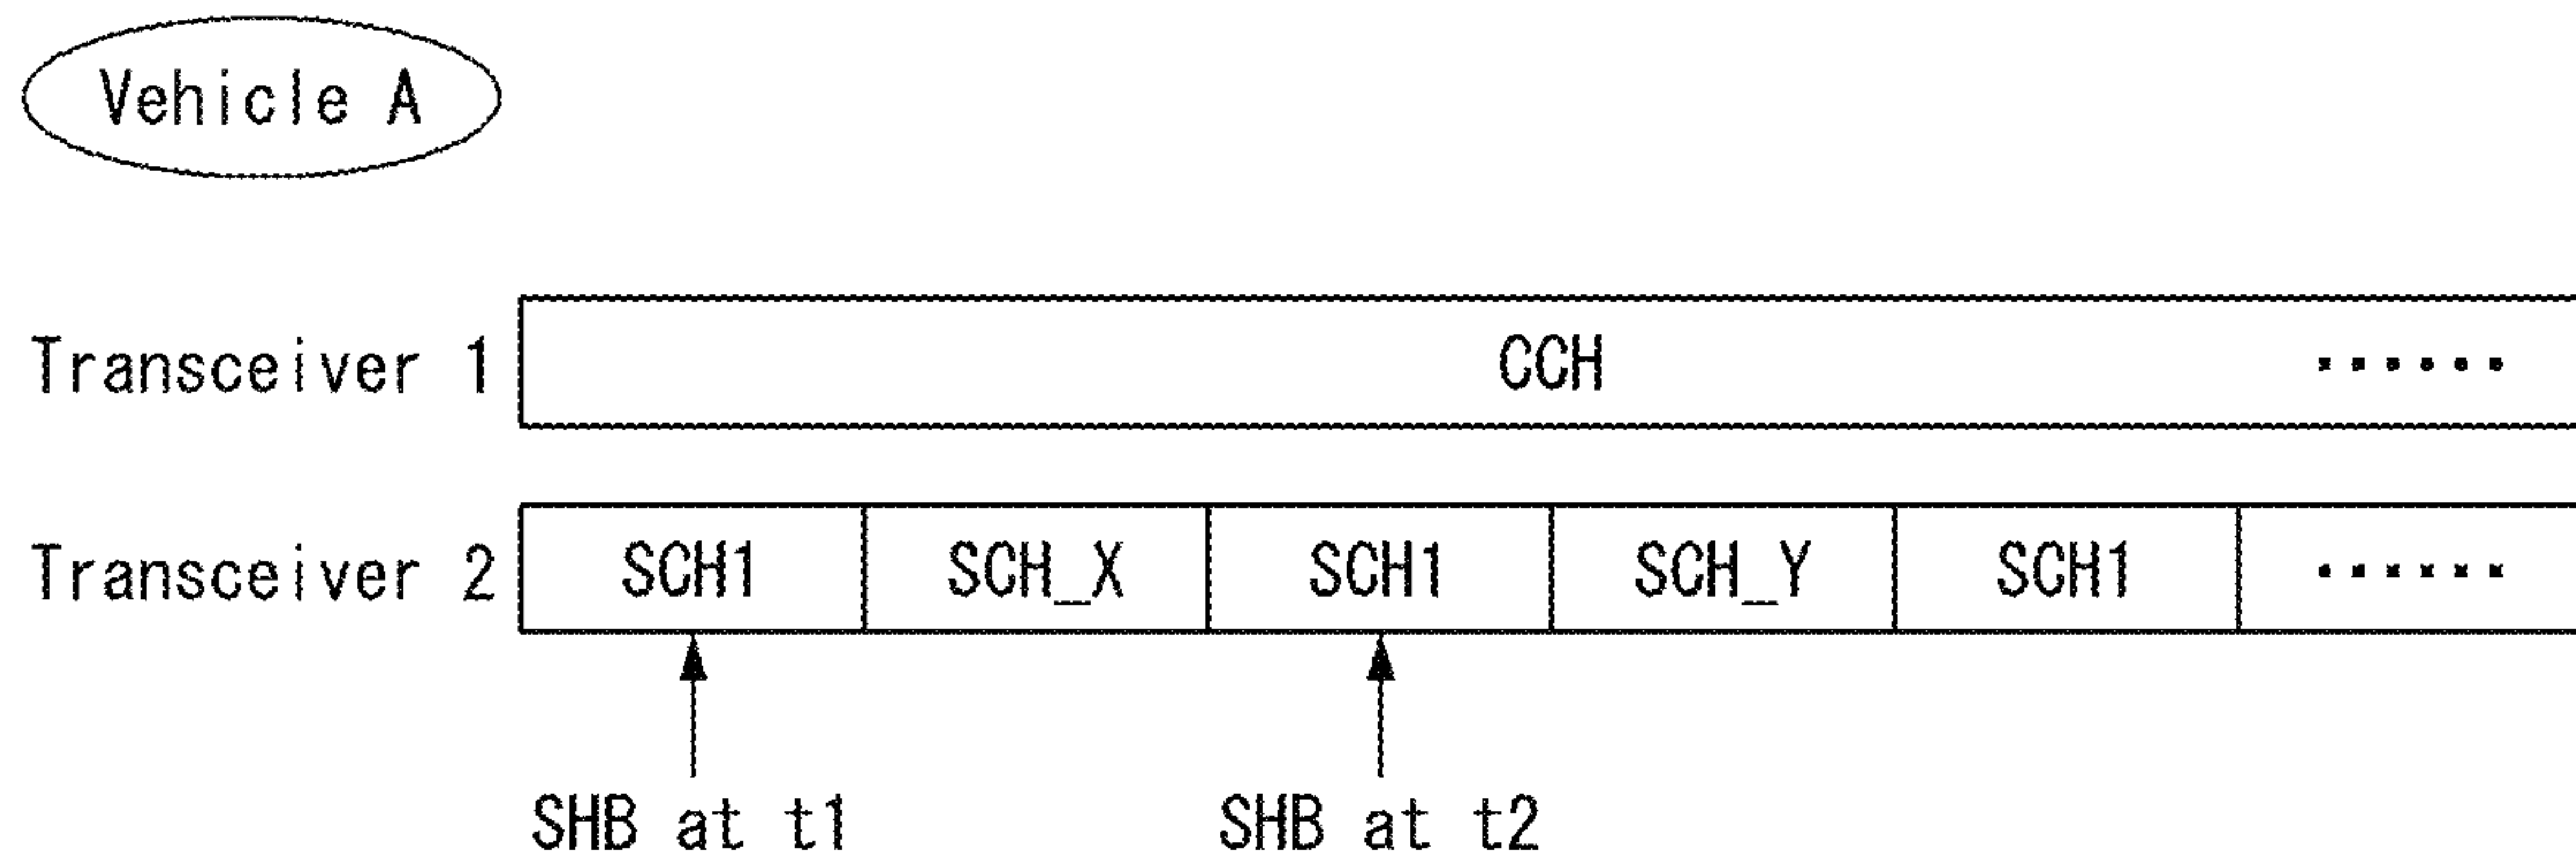 Vehicle A
Transceiver 1 CCH ......
Transceiver 2 SCH1 SCH_X SCH1 SCH_Y SCH1 ......
SHB at t1 SHB at t2